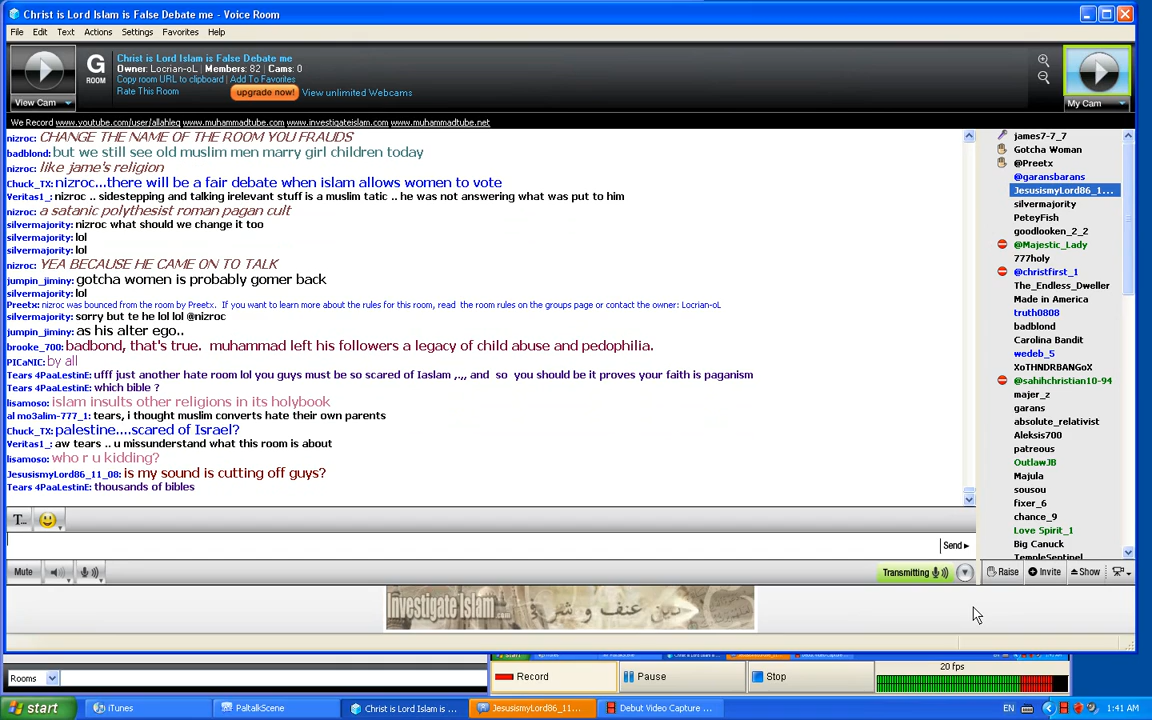 Christ is Lord Islam is False Debate me - Voice Room
File Edit Text Actions Settings Favorites Help
View Cam
G
ROOM
Christ is Lord Islam is False Debate me
Owner: Locrian-oL | Members: 82 | Cams: 0
Copy room URL to clipboard | Add To Favorites
Rate This Room upgrade now! View unlimited Webcams
My Cam
We Record www.youtube.com/user/allahleg www.muhammadtube.com www.investigateislam.com www.muhammadtube.net
nizroc: CHANGE THE NAME OF THE ROOM YOU FRAUDS
badblond: but we still see old muslim men marry girl children today
nizroc: like jame's religion
Chuck_TX: nizroc...there will be a fair debate when islam allows women to vote
Veritas1_: nizroc .. sidestepping and talking irelevant stuff is a muslim tatic .. he was not answering what was put to him
nizroc: a satanic polythesist roman pagan cult
silvermajority: nizroc what should we change it too
silvermajority: lol
silvermajority: lol
nizroc: YEA BECAUSE HE CAME ON TO TALK
jumpin_jiminy: gotcha women is probably gomer back
silvermajority: lol
Preetx: nizroc was bounced from the room by Preetx. If you want to learn more about the rules for this room, read the room rules on the groups page or contact the owner: Locrian-oL
silvermajority: sorry but te he lol lol @nizroc
jumpin_jiminy: as his alter ego..
brooke_700: badbond, that's true. muhammad left his followers a legacy of child abuse and pedophilia.
PICaNIC: by all
Tears 4PaaLestinE: ufff just another hate room lol you guys must be so scared of Iaslam ,.,, and so you should be it proves your faith is paganism
Tears 4PaaLestinE: which bible ?
lisamoso: islam insults other religions in its holybook
al mo3alim-777_1: tears, i thought muslim converts hate their own parents
Chuck_TX: palestine....scared of Israel?
Veritas1_: aw tears .. u missunderstand what this room is about
lisamoso: who r u kidding?
JesusismyLord86_11_08: is my sound is cutting off guys?
Tears 4PaaLestinE: thousands of bibles
james7-7_7
Gotcha Woman
@Preetx
@garansbarans
JesusismyLord86_1...
silvermajority
PeteyFish
goodlooken_2_2
@Majestic_Lady
777holy
@christfirst_1
The_Endless_Dweller
Made in America
truth0808
badblond
Carolina Bandit
wedeb_5
XoTHNDRBANGoX
@sahihchristian10-94
majer_z
garans
absolute_relativist
Aleksis700
patreous
OutlawJB
Majula
sousou
fixer_6
chance_9
Love Spirit_1
Big Canuck
TempleSentinel
T...
Send
Mute
Transmitting
Raise Invite Show
Investigate Islam.com دين عنف و شر
Rooms
Record Pause Stop
20 fps
start iTunes PaltalkScene Christ is Lord Islam is ... JesusismyLord86_11... Debut Video Capture ... EN 1:41 AM